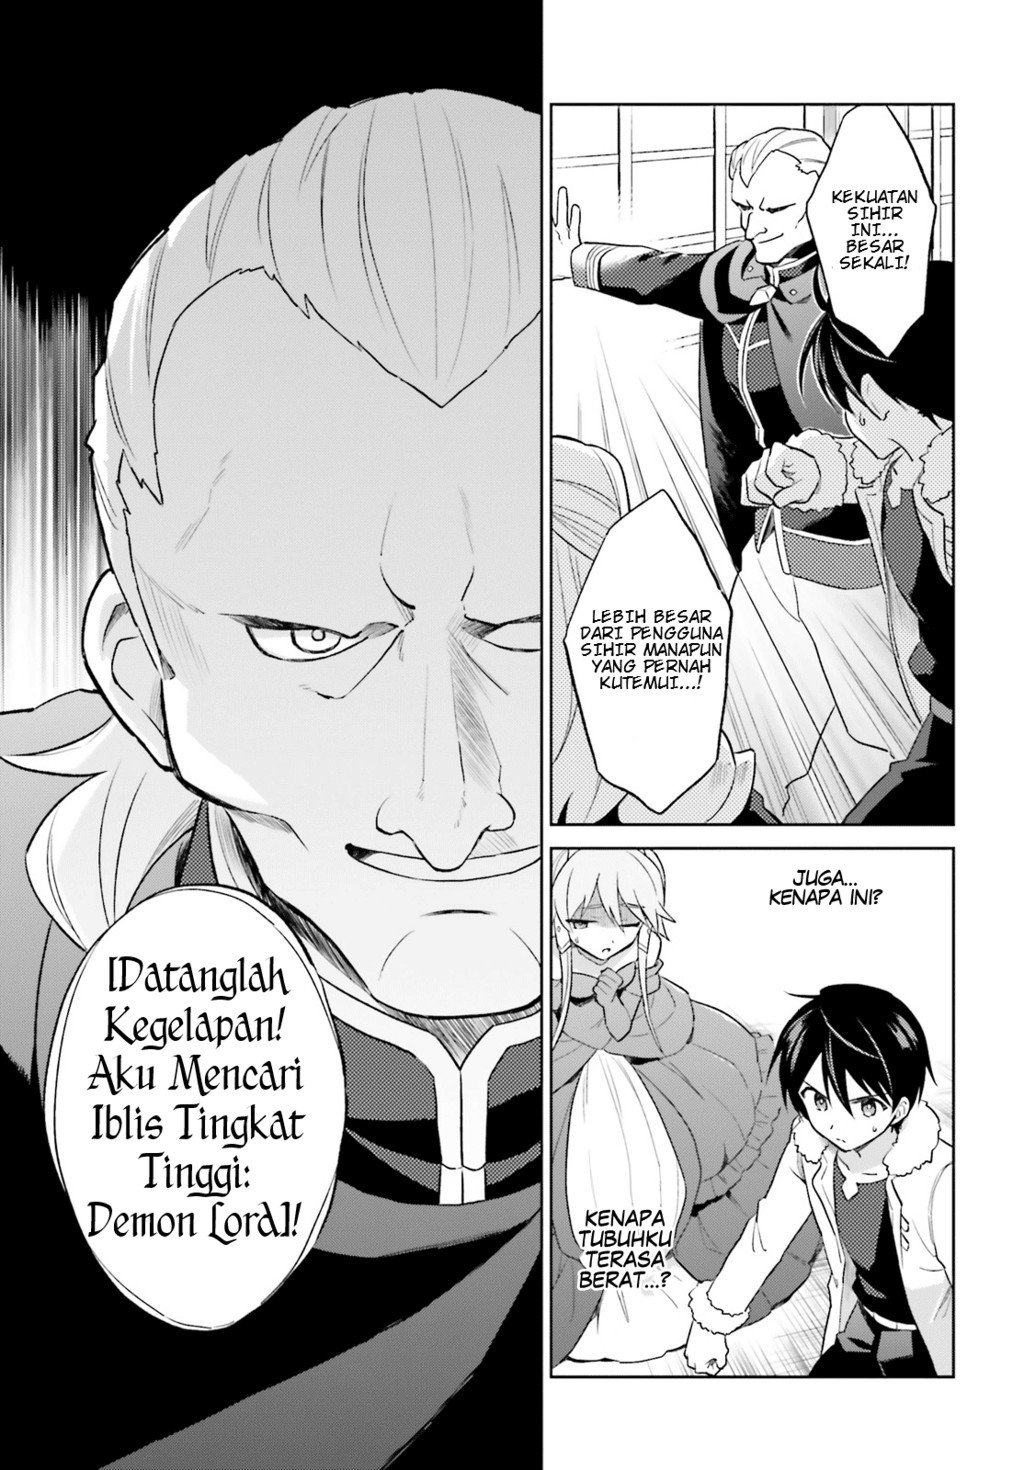 KEKUATAN
SIHIR
INI...
BESAR
SEKALI!
LEBIH BESAR
DARI PENGGUNA
SIHIR MANAPUN
YANG PERNAH
KUTEMUI...!
JUGA...
KENAPA INI?
KENAPA
TUBUHKU
TERASA
BERAT...?
[Datanglah
Kegelapan!
Aku Mencari
Iblis Tingkat
Tinggi:
Demon Lord]!